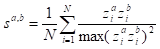 s^{a,b} = \frac{1}{N} \sum_{i=1}^{N} \frac{z_i^a z_i^b}{\max(z_i^a z_i^b)^2}